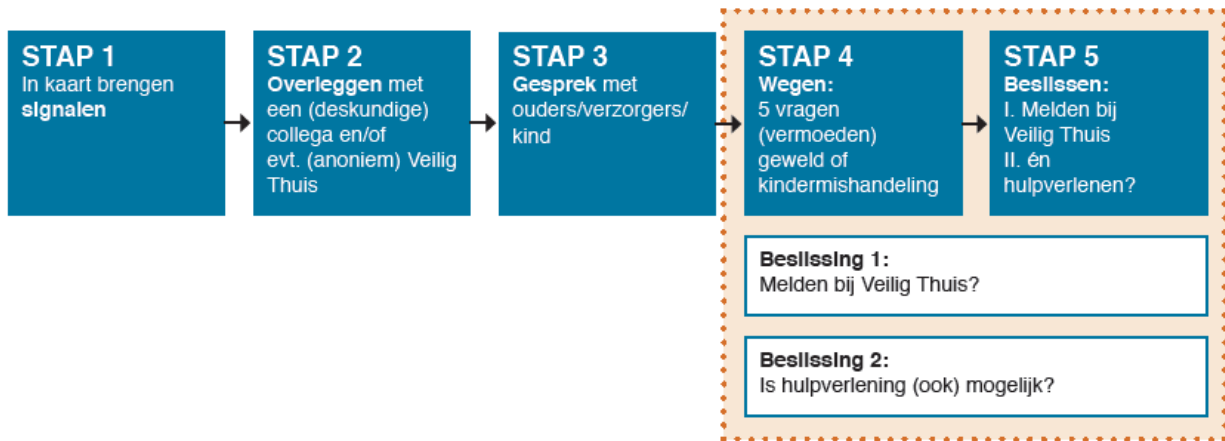 STAP 1
In kaart brengen
signalen
STAP 2
Overleggen met
een (deskundige)
collega en/of
evt. (anoniem) Veilig
Thuis
STAP 3
Gesprek met
ouders/verzorgers/
kind
STAP 4
Wegen:
5 vragen
(vermoeden)
geweld of
kindermishandeling
STAP 5
Beslissen:
I. Melden bij
Veilig Thuis
II. én
hulpverlenen?
Beslissing 1:
Melden bij Veilig Thuis?
Beslissing 2:
Is hulpverlening (ook) mogelijk?